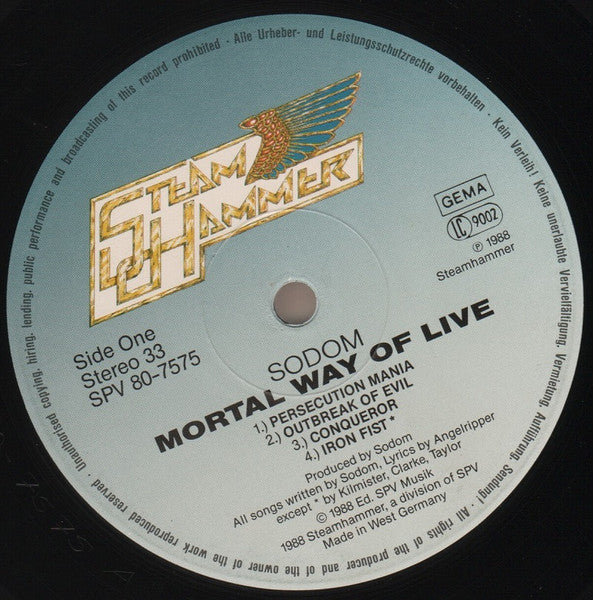 Unauthorised copying, hiring, lending, public performance and broadcasting of this record prohibited · Alle Urheber- und Leistungsschutzrechte vorbehalten · Kein Verleih! Keine unerlaubte Vervielfältigung, Vermietung, Aufführung, Sendung! · All rights of the producer and of the owner of the work reproduced reserved ·
STEAM
HAMMER
GEMA
LC 9002
℗ 1988
Steamhammer
Side One
Stereo 33
SPV 80-7575
SODOM
MORTAL WAY OF LIVE
1.) PERSECUTION MANIA
2.) OUTBREAK OF EVIL
3.) CONQUEROR
4.) IRON FIST *
Produced by Sodom
All songs written by Sodom, Lyrics by Angelripper
except * by Kilmister, Clarke, Taylor
© 1988 Ed. SPV Musik
1988 Steamhammer, a division of SPV
Made in West Germany